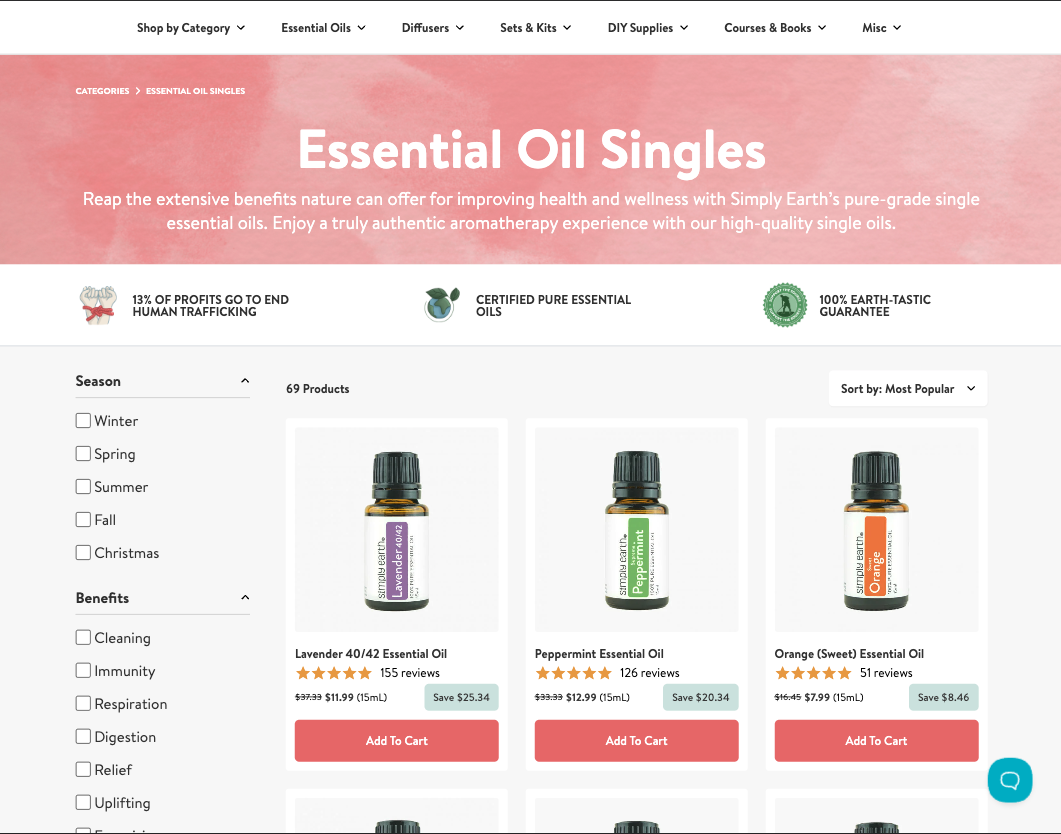 Shop by Category
Essential Oils
Diffusers
Sets & Kits
DIY Supplies
Courses & Books
Misc
CATEGORIES > ESSENTIAL OIL SINGLES
Essential Oil Singles
Reap the extensive benefits nature can offer for improving health and wellness with Simply Earth's pure-grade single
essential oils. Enjoy a truly authentic aromatherapy experience with our high-quality single oils.
13% OF PROFITS GO TO END
HUMAN TRAFFICKING
CERTIFIED PURE ESSENTIAL
OILS
100% EARTH-TASTIC
GUARANTEE
Season
Winter
Spring
Summer
Fall
Christmas
Benefits
Cleaning
Immunity
Respiration
Digestion
Relief
Uplifting
69 Products
Sort by: Most Popular
simply earth
Lavender 40/42
Lavender 40/42 Essential Oil
155 reviews
$37.33 $11.99 (15mL)
Save $25.34
Add To Cart
simply earth
Peppermint
Peppermint Essential Oil
126 reviews
$33.33 $12.99 (15mL)
Save $20.34
Add To Cart
simply earth
Sweet
Orange
Orange (Sweet) Essential Oil
51 reviews
$16.45 $7.99 (15mL)
Save $8.46
Add To Cart